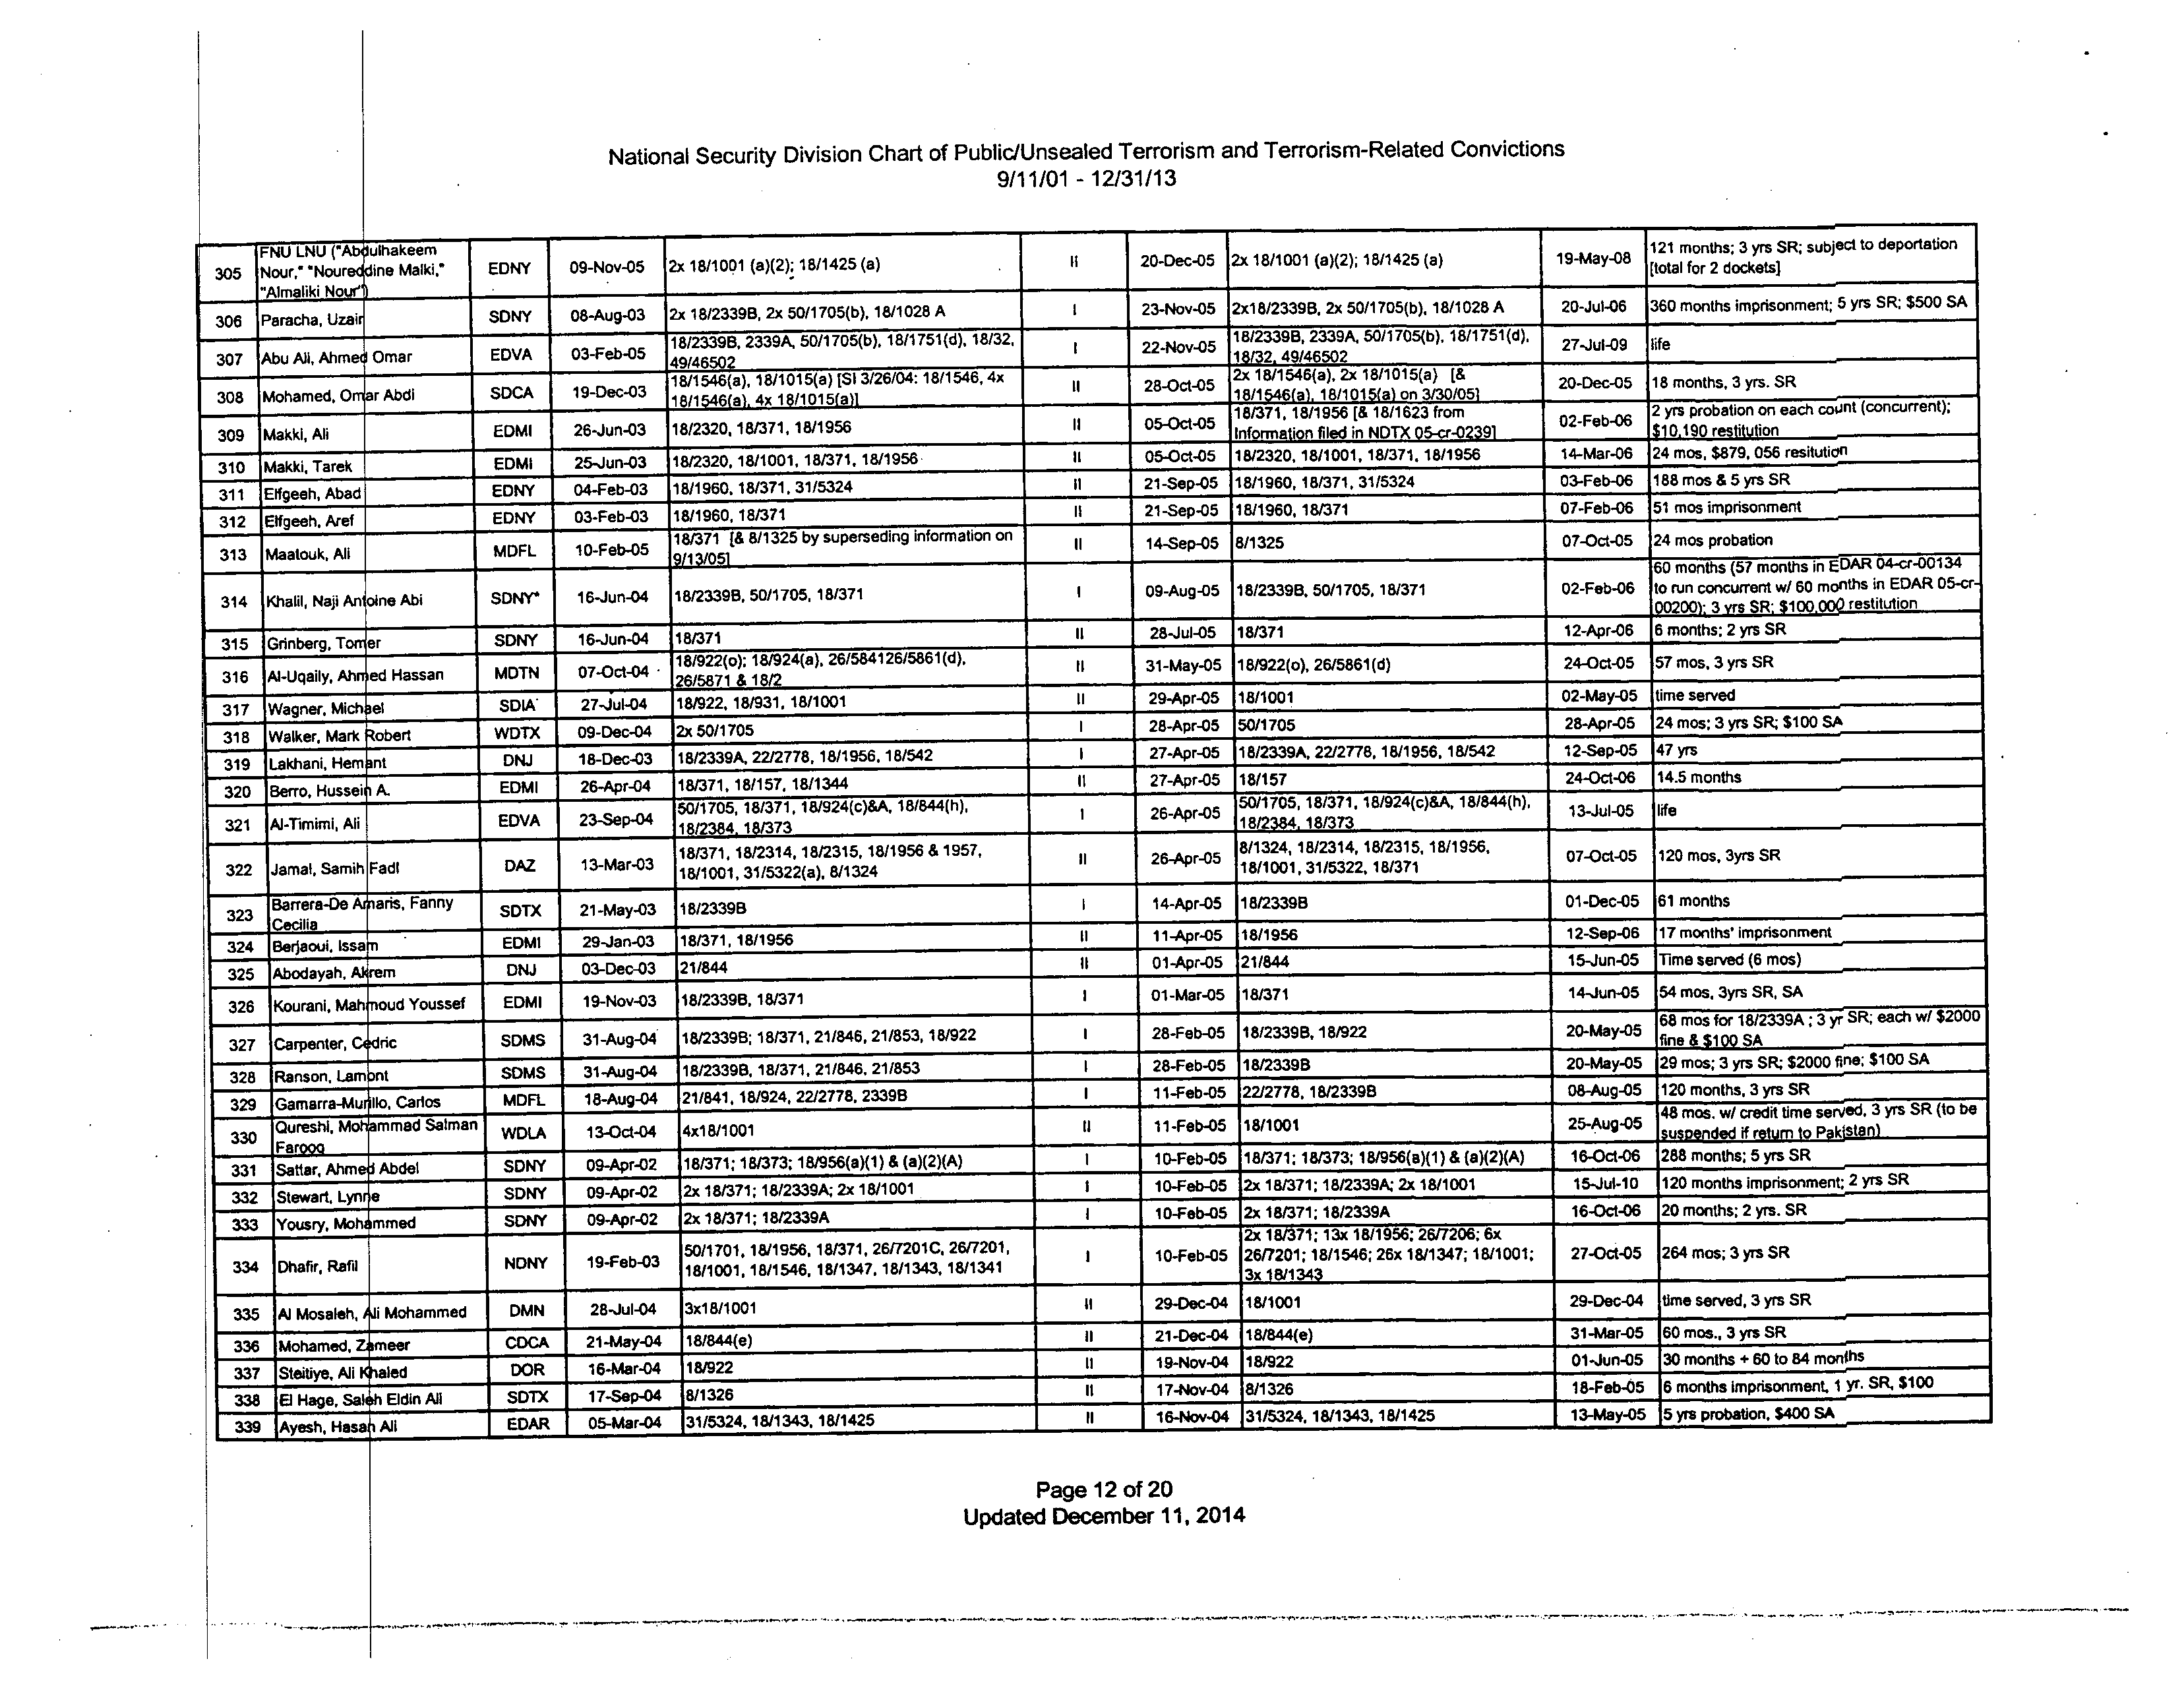 National Security Division Chart of Public/Unsealed Terrorism and Terrorism-Related Convictions
9/11/01 - 12/31/13
305 FNU LNU ("Abdulhakeem Nour," "Noureddine Malki," "Almaliki Nour") EDNY 09-Nov-05 2x 18/1001 (a)(2); 18/1425 (a) II 20-Dec-05 2x 18/1001 (a)(2); 18/1425 (a) 19-May-08 121 months; 3 yrs SR; subject to deportation [total for 2 dockets]
306 Paracha, Uzair SDNY 08-Aug-03 2x 18/2339B, 2x 50/1705(b), 18/1028 A I 23-Nov-05 2x18/2339B, 2x 50/1705(b), 18/1028 A 20-Jul-06 360 months imprisonment; 5 yrs SR; $500 SA
307 Abu Ali, Ahmed Omar EDVA 03-Feb-05 18/2339B, 2339A, 50/1705(b), 18/1751(d), 18/32, 49/46502 I 22-Nov-05 18/2339B, 2339A, 50/1705(b), 18/1751(d), 18/32, 49/46502 27-Jul-09 life
308 Mohamed, Omar Abdi SDCA 19-Dec-03 18/1546(a), 18/1015(a) [SI 3/26/04: 18/1546, 4x 18/1546(a), 4x 18/1015(a)] II 28-Oct-05 2x 18/1546(a), 2x 18/1015(a) [& 18/1546(a), 18/1015(a) on 3/30/05] 20-Dec-05 18 months, 3 yrs. SR
309 Makki, Ali EDMI 26-Jun-03 18/2320, 18/371, 18/1956 II 05-Oct-05 18/371, 18/1956 [& 18/1623 from Information filed in NDTX 05-cr-0239] 02-Feb-06 2 yrs probation on each count (concurrent); $10,190 restitution
310 Makki, Tarek EDMI 25-Jun-03 18/2320, 18/1001, 18/371, 18/1956 II 05-Oct-05 18/2320, 18/1001, 18/371, 18/1956 14-Mar-06 24 mos, $879, 056 resitution
311 Elfgeeh, Abad EDNY 04-Feb-03 18/1960, 18/371, 31/5324 II 21-Sep-05 18/1960, 18/371, 31/5324 03-Feb-06 188 mos & 5 yrs SR
312 Elfgeeh, Aref EDNY 03-Feb-03 18/1960, 18/371 II 21-Sep-05 18/1960, 18/371 07-Feb-06 51 mos imprisonment
313 Maatouk, Ali MDFL 10-Feb-05 18/371 [& 8/1325 by superseding information on 9/13/05] II 14-Sep-05 8/1325 07-Oct-05 24 mos probation
314 Khalil, Naji Antoine Abi SDNY* 16-Jun-04 18/2339B, 50/1705, 18/371 I 09-Aug-05 18/2339B, 50/1705, 18/371 02-Feb-06 60 months (57 months in EDAR 04-cr-00134 to run concurrent w/ 60 months in EDAR 05-cr-00200); 3 yrs SR; $100,000 restitution
315 Grinberg, Tomer SDNY 16-Jun-04 18/371 II 28-Jul-05 18/371 12-Apr-06 6 months; 2 yrs SR
316 Al-Uqaily, Ahmed Hassan MDTN 07-Oct-04 18/922(o); 18/924(a), 26/584126/5861(d), 26/5871 & 18/2 II 31-May-05 18/922(o), 26/5861(d) 24-Oct-05 57 mos, 3 yrs SR
317 Wagner, Michael SDIA 27-Jul-04 18/922, 18/931, 18/1001 II 29-Apr-05 18/1001 02-May-05 time served
318 Walker, Mark Robert WDTX 09-Dec-04 2x 50/1705 I 28-Apr-05 50/1705 28-Apr-05 24 mos; 3 yrs SR; $100 SA
319 Lakhani, Hemant DNJ 18-Dec-03 18/2339A, 22/2778, 18/1956, 18/542 I 27-Apr-05 18/2339A, 22/2778, 18/1956, 18/542 12-Sep-05 47 yrs
320 Berro, Hussein A. EDMI 26-Apr-04 18/371, 18/157, 18/1344 II 27-Apr-05 18/157 24-Oct-06 14.5 months
321 Al-Timimi, Ali EDVA 23-Sep-04 50/1705, 18/371, 18/924(c)&A, 18/844(h), 18/2384, 18/373 I 26-Apr-05 50/1705, 18/371, 18/924(c)&A, 18/844(h), 18/2384, 18/373 13-Jul-05 life
322 Jamal, Samih Fadl DAZ 13-Mar-03 18/371, 18/2314, 18/2315, 18/1956 & 1957, 18/1001, 31/5322(a), 8/1324 II 26-Apr-05 8/1324, 18/2314, 18/2315, 18/1956, 18/1001, 31/5322, 18/371 07-Oct-05 120 mos, 3yrs SR
323 Barrera-De Amaris, Fanny Cecilia SDTX 21-May-03 18/2339B I 14-Apr-05 18/2339B 01-Dec-05 61 months
324 Berjaoui, Issam EDMI 29-Jan-03 18/371, 18/1956 II 11-Apr-05 18/1956 12-Sep-06 17 months' imprisonment
325 Abodayah, Akrem DNJ 03-Dec-03 21/844 II 01-Apr-05 21/844 15-Jun-05 Time served (6 mos)
326 Kourani, Mahmoud Youssef EDMI 19-Nov-03 18/2339B, 18/371 I 01-Mar-05 18/371 14-Jun-05 54 mos, 3yrs SR, SA
327 Carpenter, Cedric SDMS 31-Aug-04 18/2339B; 18/371, 21/846, 21/853, 18/922 I 28-Feb-05 18/2339B, 18/922 20-May-05 68 mos for 18/2339A ; 3 yr SR; each w/ $2000 fine & $100 SA
328 Ranson, Lamont SDMS 31-Aug-04 18/2339B, 18/371, 21/846, 21/853 I 28-Feb-05 18/2339B 20-May-05 29 mos; 3 yrs SR; $2000 fine; $100 SA
329 Gamarra-Murillo, Carlos MDFL 18-Aug-04 21/841, 18/924, 22/2778, 2339B I 11-Feb-05 22/2778, 18/2339B 08-Aug-05 120 months, 3 yrs SR
330 Qureshi, Mohammad Salman Farooq WDLA 13-Oct-04 4x18/1001 II 11-Feb-05 18/1001 25-Aug-05 48 mos. w/ credit time served, 3 yrs SR (to be suspended if return to Pakistan)
331 Sattar, Ahmed Abdel SDNY 09-Apr-02 18/371; 18/373; 18/956(a)(1) & (a)(2)(A) I 10-Feb-05 18/371; 18/373; 18/956(a)(1) & (a)(2)(A) 16-Oct-06 288 months; 5 yrs SR
332 Stewart, Lynne SDNY 09-Apr-02 2x 18/371; 18/2339A; 2x 18/1001 I 10-Feb-05 2x 18/371; 18/2339A; 2x 18/1001 15-Jul-10 120 months imprisonment; 2 yrs SR
333 Yousry, Mohammed SDNY 09-Apr-02 2x 18/371; 18/2339A I 10-Feb-05 2x 18/371; 18/2339A 16-Oct-06 20 months; 2 yrs. SR
334 Dhafir, Rafil NDNY 19-Feb-03 50/1701, 18/1956, 18/371, 26/7201C, 26/7201, 18/1001, 18/1546, 18/1347, 18/1343, 18/1341 I 10-Feb-05 2x 18/371; 13x 18/1956; 26/7206; 6x 26/7201; 18/1546; 26x 18/1347; 18/1001; 3x 18/1343 27-Oct-05 264 mos; 3 yrs SR
335 Al Mosaleh, Ali Mohammed DMN 28-Jul-04 3x18/1001 II 29-Dec-04 18/1001 29-Dec-04 time served, 3 yrs SR
336 Mohamed, Zameer CDCA 21-May-04 18/844(e) II 21-Dec-04 18/844(e) 31-Mar-05 60 mos., 3 yrs SR
337 Steitiye, Ali Khaled DOR 16-Mar-04 18/922 II 19-Nov-04 18/922 01-Jun-05 30 months + 60 to 84 months
338 El Hage, Saleh Eldin Ali SDTX 17-Sep-04 8/1326 II 17-Nov-04 8/1326 18-Feb-05 6 months imprisonment, 1 yr. SR, $100
339 Ayesh, Hasan Ali EDAR 05-Mar-04 31/5324, 18/1343, 18/1425 II 16-Nov-04 31/5324, 18/1343, 18/1425 13-May-05 5 yrs probation, $400 SA
Page 12 of 20
Updated December 11, 2014